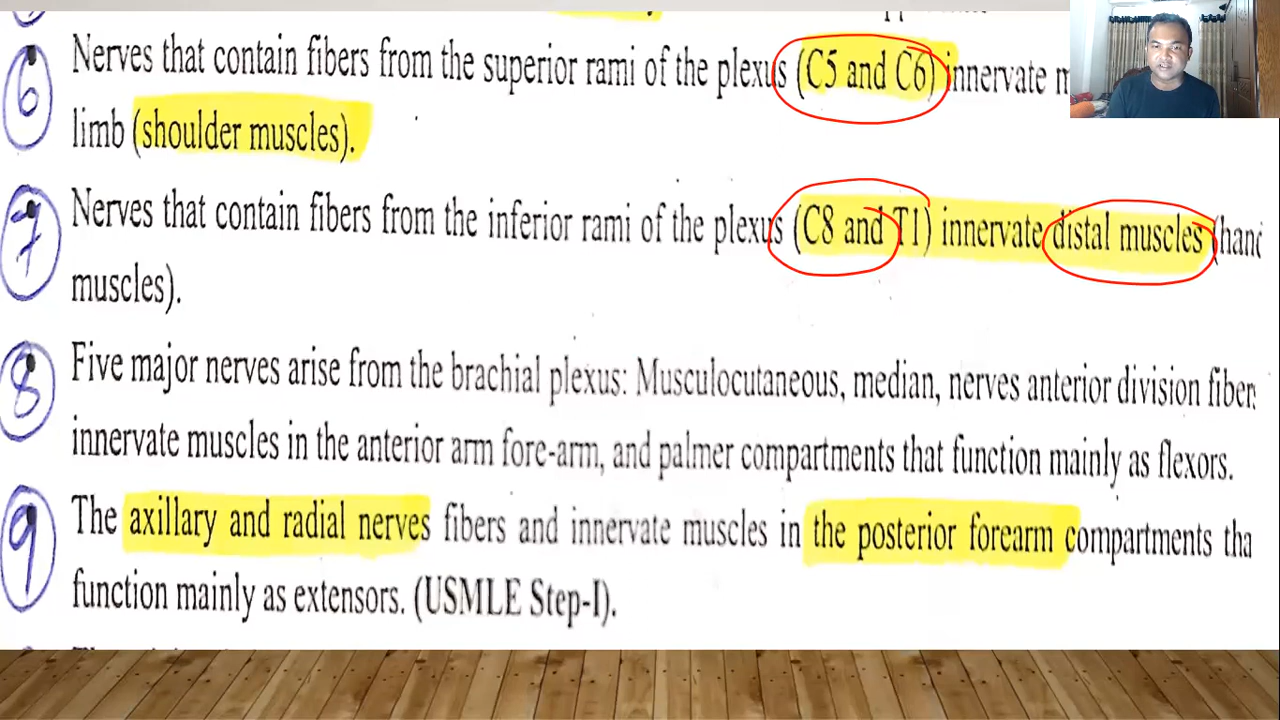 6 Nerves that contain fibers from the superior rami of the plexus (C5 and C6) innervate
limb (shoulder muscles).
7 Nerves that contain fibers from the inferior rami of the plexus (C8 and T1) innervate distal muscles (hand
muscles).
8 Five major nerves arise from the brachial plexus: Musculocutaneous, median, nerves anterior division fiber
innervate muscles in the anterior arm fore-arm, and palmer compartments that function mainly as flexors.
9 The axillary and radial nerves fibers and innervate muscles in the posterior forearm compartments tha
function mainly as extensors. (USMLE Step-I).